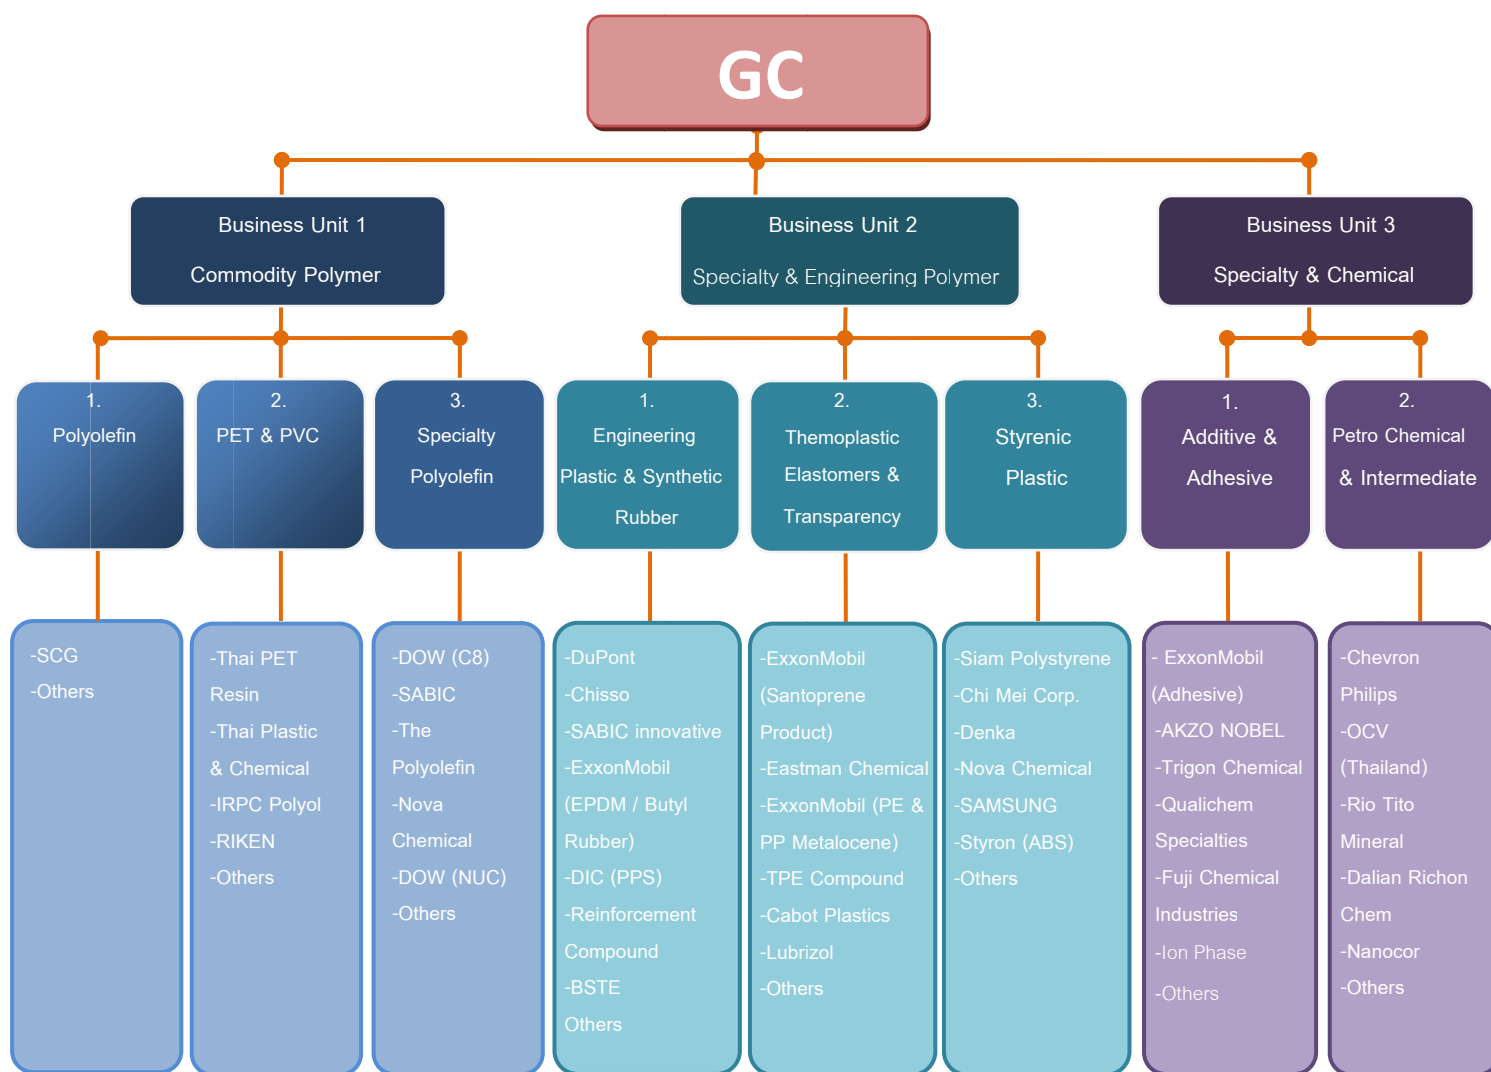 GC
Business Unit 1
Commodity Polymer
Business Unit 2
Specialty & Engineering Polymer
Business Unit 3
Specialty & Chemical
1.
Polyolefin
2.
PET & PVC
3.
Specialty
Polyolefin
1.
Engineering
Plastic & Synthetic
Rubber
2.
Themoplastic
Elastomers &
Transparency
3.
Styrenic
Plastic
1.
Additive &
Adhesive
2.
Petro Chemical
& Intermediate
-SCG
-Others
-Thai PET
Resin
-Thai Plastic
& Chemical
-IRPC Polyol
-RIKEN
-Others
-DOW (C8)
-SABIC
-The
Polyolefin
-Nova
Chemical
-DOW (NUC)
-Others
-DuPont
-Chisso
-SABIC innovative
-ExxonMobil
(EPDM / Butyl
Rubber)
-DIC (PPS)
-Reinforcement
Compound
-BSTE
Others
-ExxonMobil
(Santoprene
Product)
-Eastman Chemical
-ExxonMobil (PE &
PP Metalocene)
-TPE Compound
-Cabot Plastics
-Lubrizol
-Others
-Siam Polystyrene
-Chi Mei Corp.
-Denka
-Nova Chemical
-SAMSUNG
-Styron (ABS)
-Others
- ExxonMobil
(Adhesive)
-AKZO NOBEL
-Trigon Chemical
-Qualichem
Specialties
-Fuji Chemical
Industries
-Ion Phase
-Others
-Chevron
Philips
-OCV
(Thailand)
-Rio Tito
Mineral
-Dalian Richon
Chem
-Nanocor
-Others